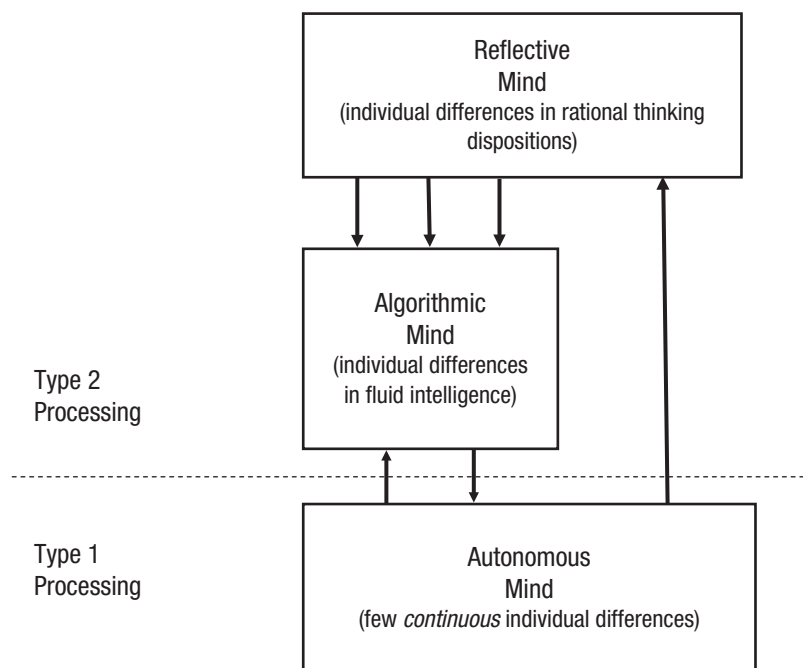 Reflective
Mind
(individual differences in rational thinking
dispositions)
Algorithmic
Mind
(individual differences
in fluid intelligence)
Type 2
Processing
Type 1
Processing
Autonomous
Mind
(few continuous individual differences)